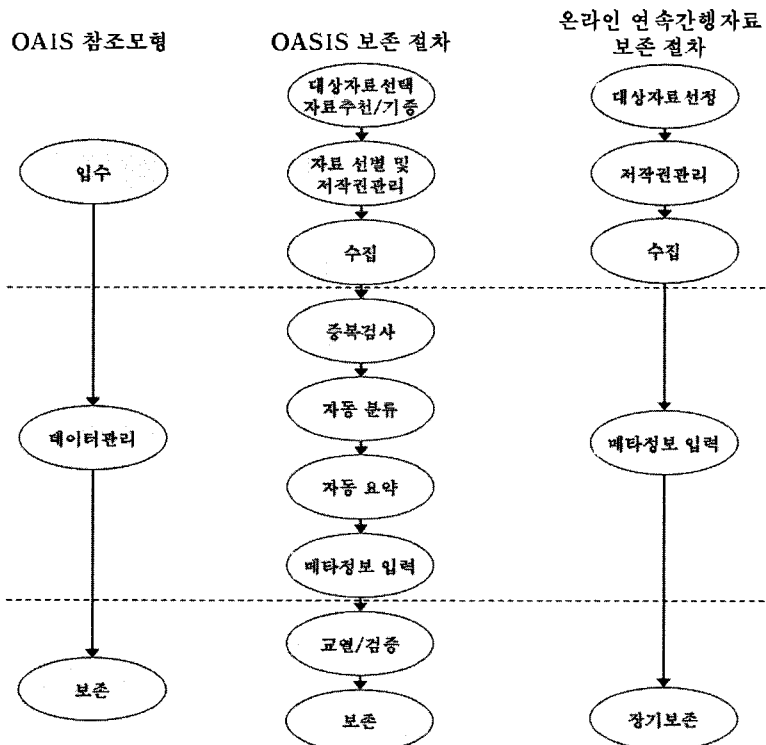 OAIS 참조모형
입수
데이터관리
보존
OASIS 보존 절차
대상자료선택
자료추천/기증
자료 선별 및
저작권관리
수집
중복검사
자동 분류
자동 요약
메타정보 입력
교열/검증
보존
온라인 연속간행자료
보존 절차
대상자료선정
저작권관리
수집
메타정보 입력
장기보존